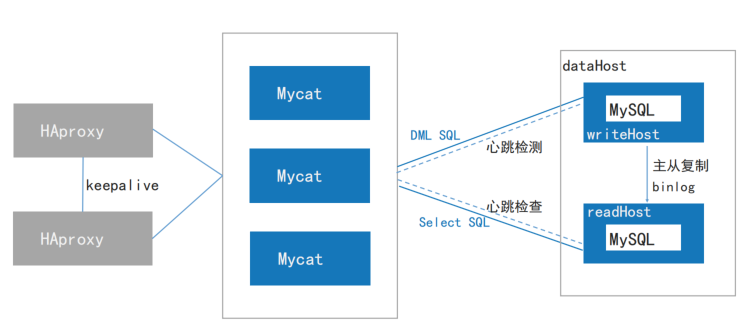 HAproxy
keepalive
HAproxy
Mycat
Mycat
Mycat
DML SQL
心跳检测
心跳检查
Select SQL
dataHost
MySQL
writeHost
主从复制
binlog
readHost
MySQL